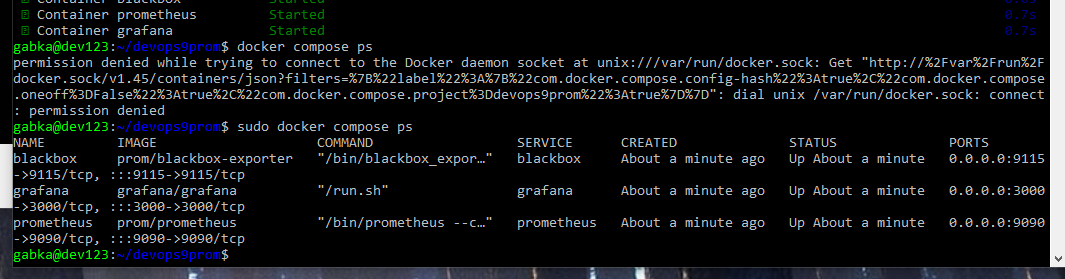 Container blackbox Started 0.6s
Container prometheus Started 0.7s
Container grafana Started 0.7s
gabka@dev123:~/devops9prom$ docker compose ps
permission denied while trying to connect to the Docker daemon socket at unix:///var/run/docker.sock: Get "http://%2Fvar%2Frun%2F
docker.sock/v1.45/containers/json?filters=%7B%22label%22%3A%7B%22com.docker.compose.config-hash%22%3Atrue%2C%22com.docker.compose
.oneoff%3DFalse%22%3Atrue%2C%22com.docker.compose.project%3Ddevops9prom%22%3Atrue%7D%7D": dial unix /var/run/docker.sock: connect
: permission denied
gabka@dev123:~/devops9prom$ sudo docker compose ps
NAME IMAGE COMMAND SERVICE CREATED STATUS PORTS
blackbox prom/blackbox-exporter "/bin/blackbox_expor…" blackbox About a minute ago Up About a minute 0.0.0.0:9115
->9115/tcp, :::9115->9115/tcp
grafana grafana/grafana "/run.sh" grafana About a minute ago Up About a minute 0.0.0.0:3000
->3000/tcp, :::3000->3000/tcp
prometheus prom/prometheus "/bin/prometheus --c…" prometheus About a minute ago Up About a minute 0.0.0.0:9090
->9090/tcp, :::9090->9090/tcp
gabka@dev123:~/devops9prom$